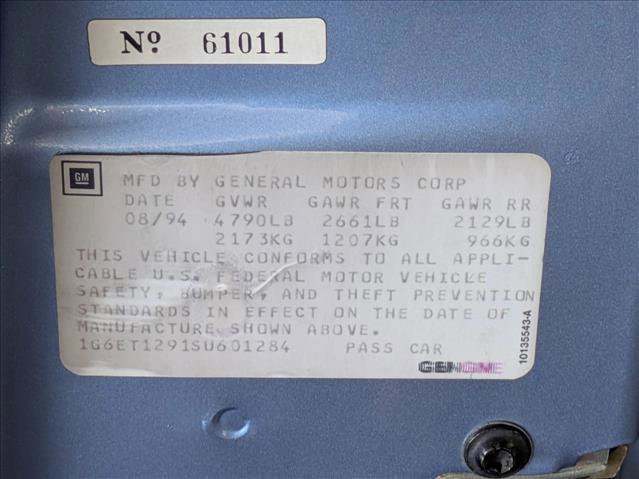 Nº 61011
GM
MFD BY GENERAL MOTORS CORP
DATE GVWR GAWR FRT GAWR RR
08/94 4790LB 2661LB 2129LB
2173KG 1207KG 966KG
THIS VEHICLE CONFORMS TO ALL APPLI-
CABLE U.S. FEDERAL MOTOR VEHICLE
SAFETY, BUMPER, AND THEFT PREVENTION
STANDARDS IN EFFECT ON THE DATE OF
MANUFACTURE SHOWN ABOVE.
1G6ET1291SU601284 PASS CAR
GENUINE
10135543-A